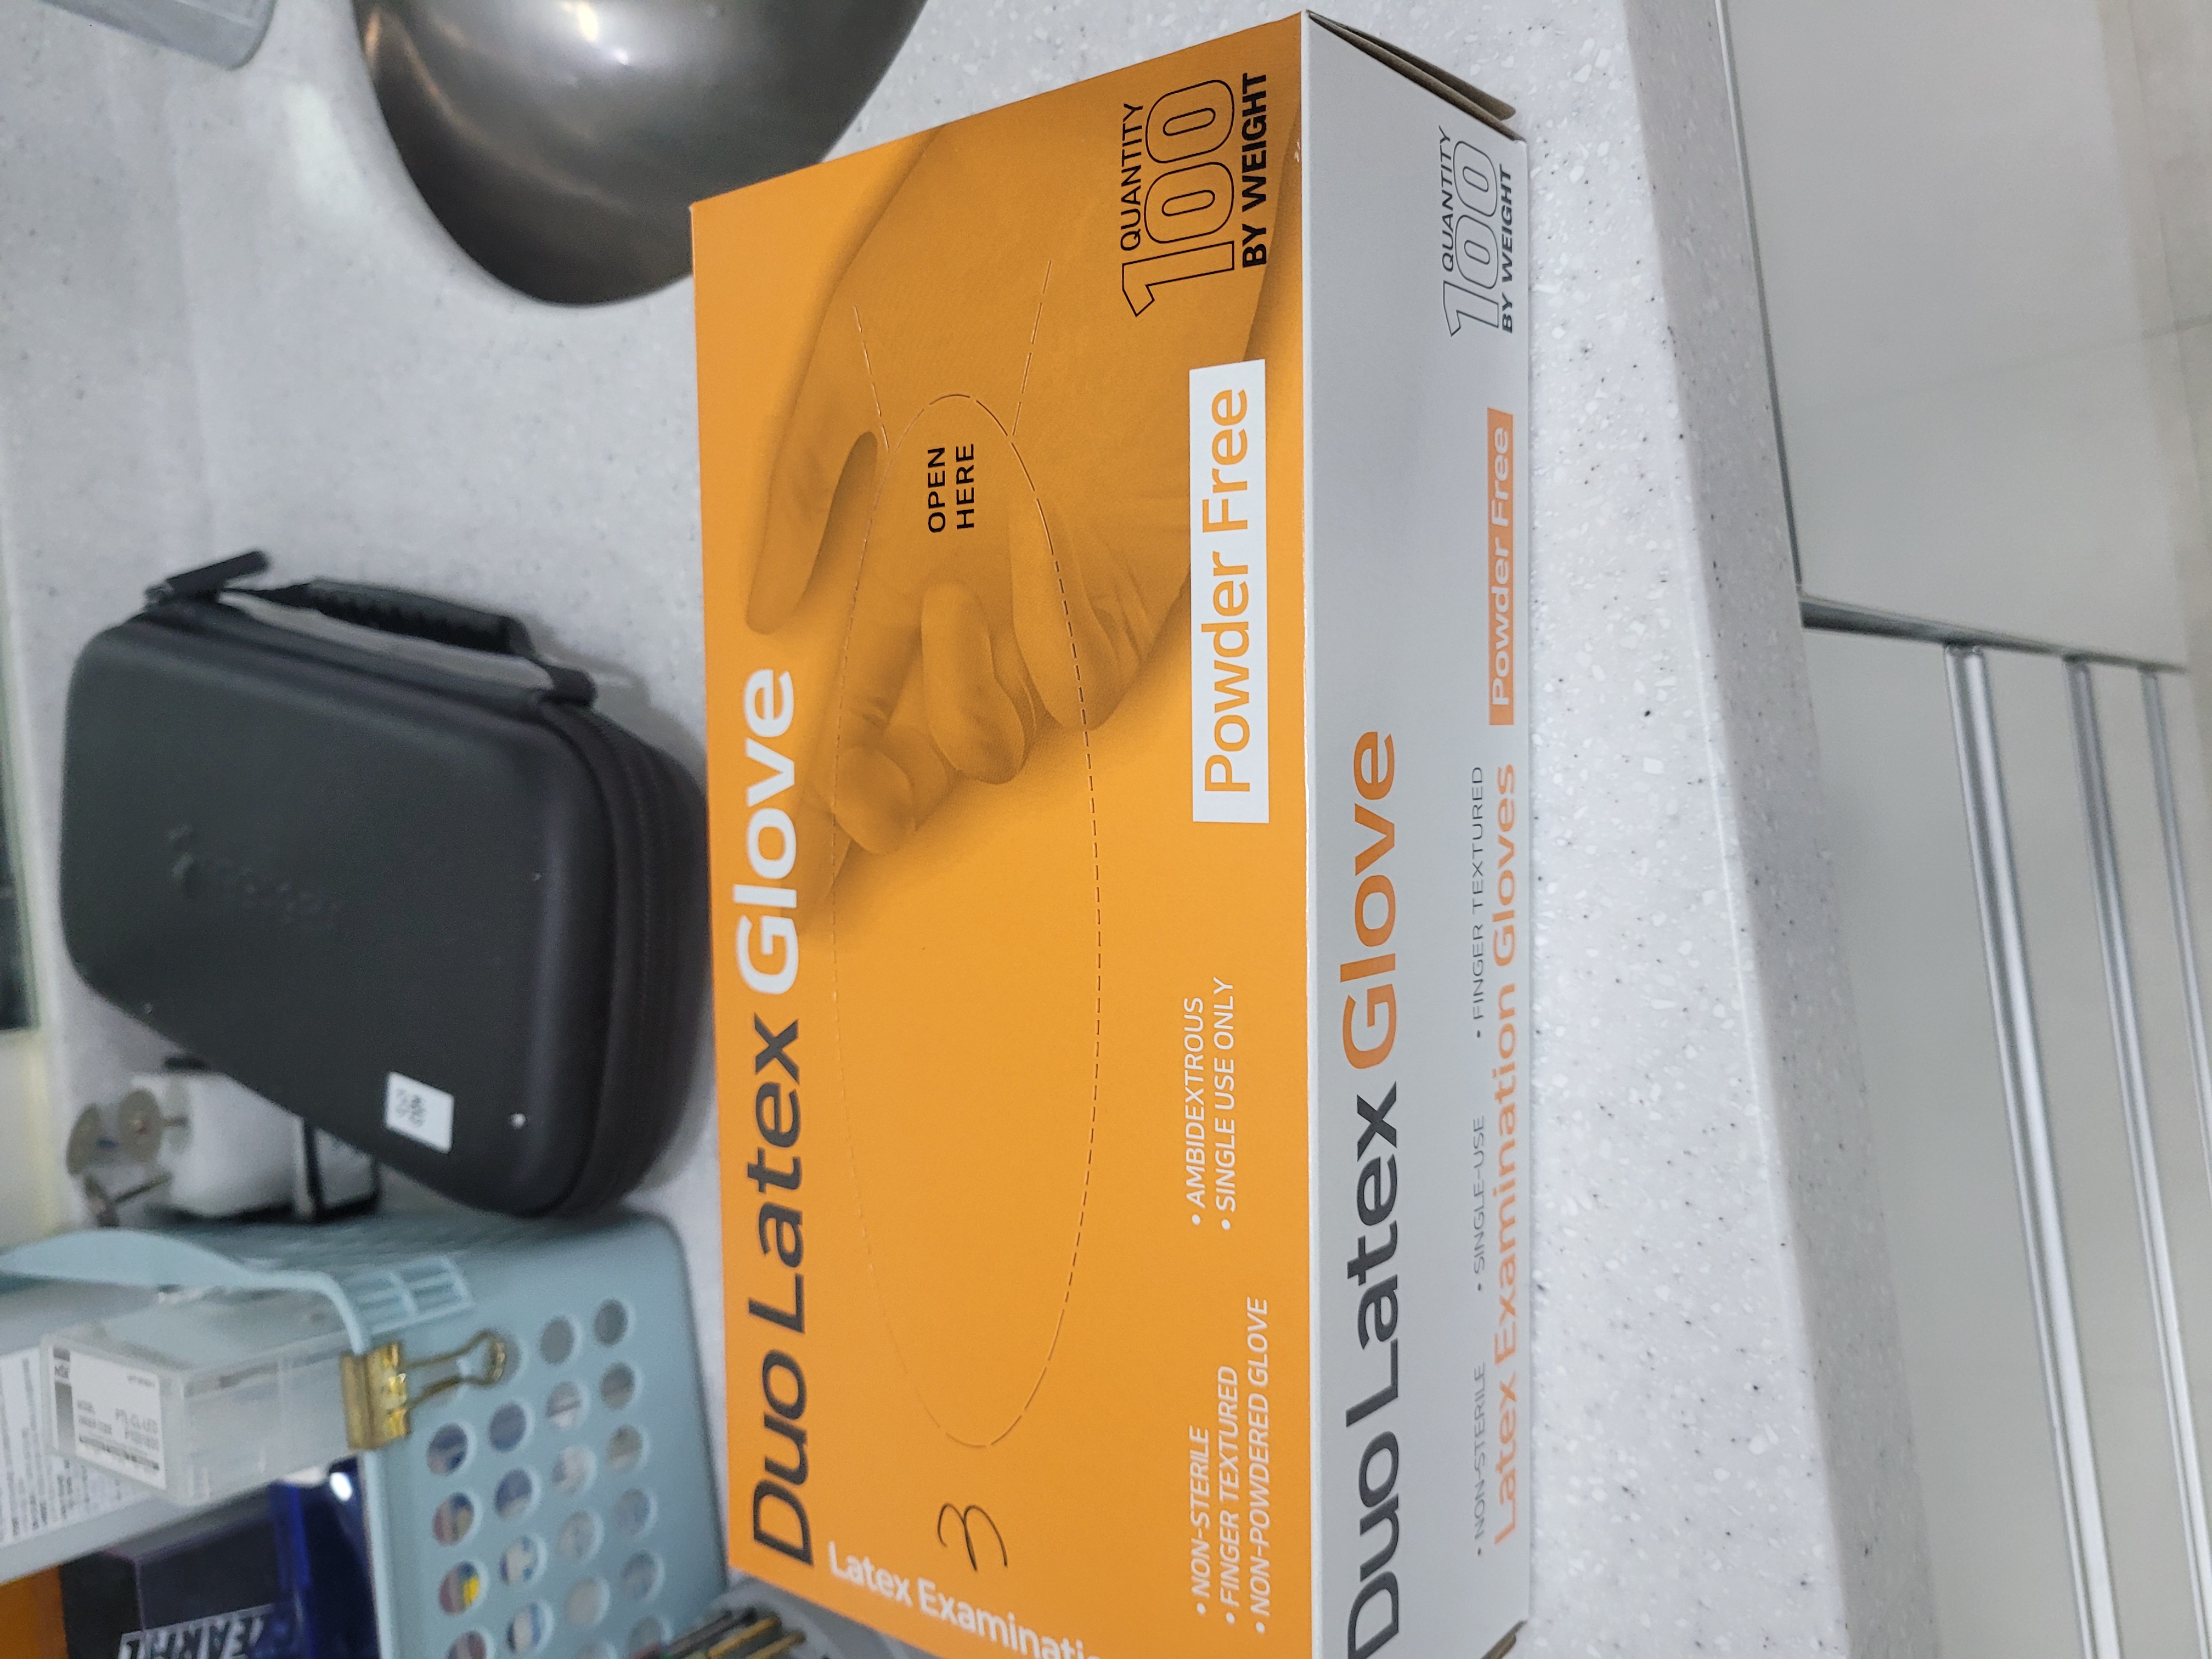 Duo Latex Glove
Latex Examinatio
3
OPEN
HERE
QUANTITY
100
BY WEIGHT
• NON-STERILE
• FINGER TEXTURED
• NON-POWDERED GLOVE
• AMBIDEXTROUS
• SINGLE USE ONLY
Powder Free
Duo Latex Glove
• NON-STERILE • SINGLE-USE • FINGER TEXTURED
Latex Examination Gloves
Powder Free
QUANTITY
100
BY WEIGHT